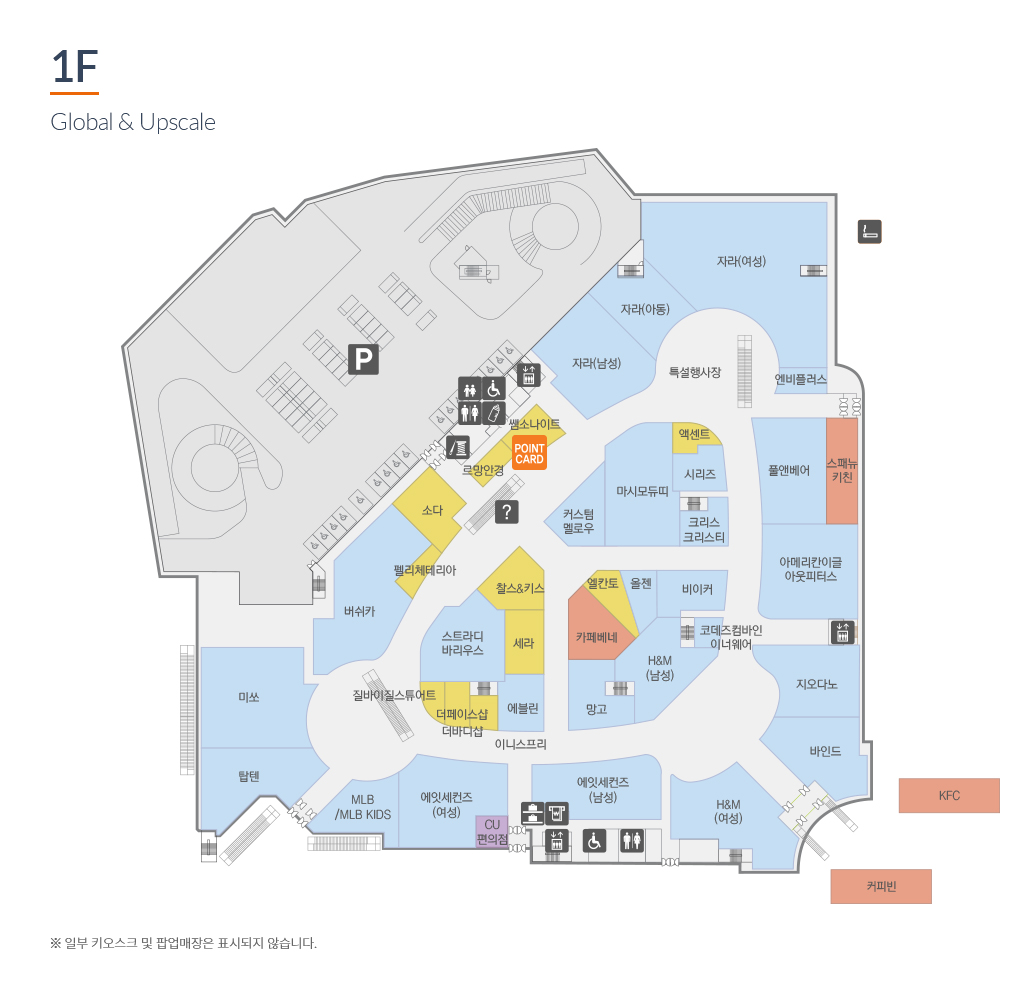 1F
Global & Upscale
자라(여성)
자라(아동)
자라(남성)
특설행사장
엔비플러스
P
쌤소나이트
POINT
CARD
로망안경
액센트
시리즈
마시모듀띠
풀앤베어
스패뉴
키친
소다
?
커스텀
멜로우
크리스
크리스티
펠리체테리아
버쉬카
찰스&키스
엘칸토
올젠
비이커
아메리칸이글
아웃피터스
스트라디
바리우스
세라
카페베네
코데즈컴바인
이너웨어
H&M
(남성)
미쏘
질바이질스튜어트
더페이스샵
더바디샵
에블린
망고
지오다노
이니스프리
바인드
탑텐
MLB
/MLB KIDS
에잇세컨즈
(여성)
에잇세컨즈
(남성)
H&M
(여성)
CU
편의점
KFC
커피빈
※ 일부 키오스크 및 팝업매장은 표시되지 않습니다.